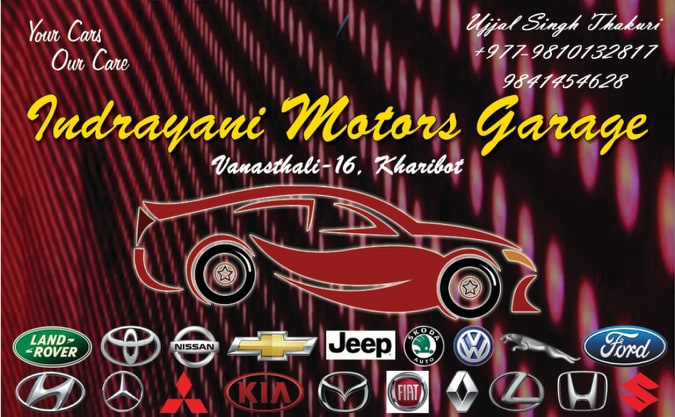 Your Cars
Our Care
Ujjal Singh Thakuri
+977-9810132817
9841454628
Indrayani Motors Garage
Vanasthali-16, Kharibot
LAND-
-ROVER
NISSAN
Jeep
ŠKODA
AUTO
Ford
KIA
FIAT